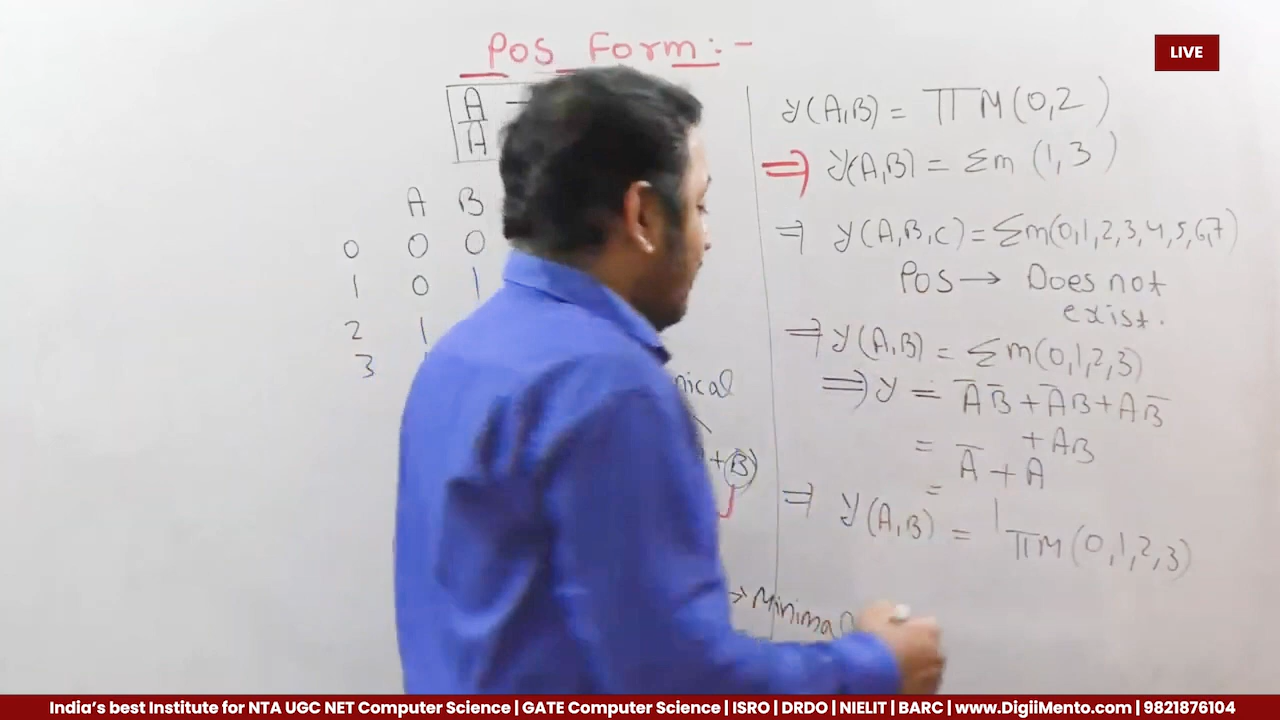 POS Form:-
LIVE
A
Ā
A B
0 0 0
1 0 1
2 1
3
nical
+B)
→ Minimal
Y(A,B) = ΠM(0,2)
⇒ Y(A,B) = Σm (1,3)
⇒ Y(A,B,C) = Σm(0,1,2,3,4,5,6,7)
POS → Does not
exist.
⇒ Y(A,B) = Σm(0,1,2,3)
⇒ Y = A̅B̅ + A̅B + AB̅
+ AB
= A̅ + A
= 1
⇒ Y(A,B) = ΠM(0,1,2,3)
India's best Institute for NTA UGC NET Computer Science | GATE Computer Science | ISRO | DRDO | NIELIT | BARC | www.DigiiMento.com | 9821876104